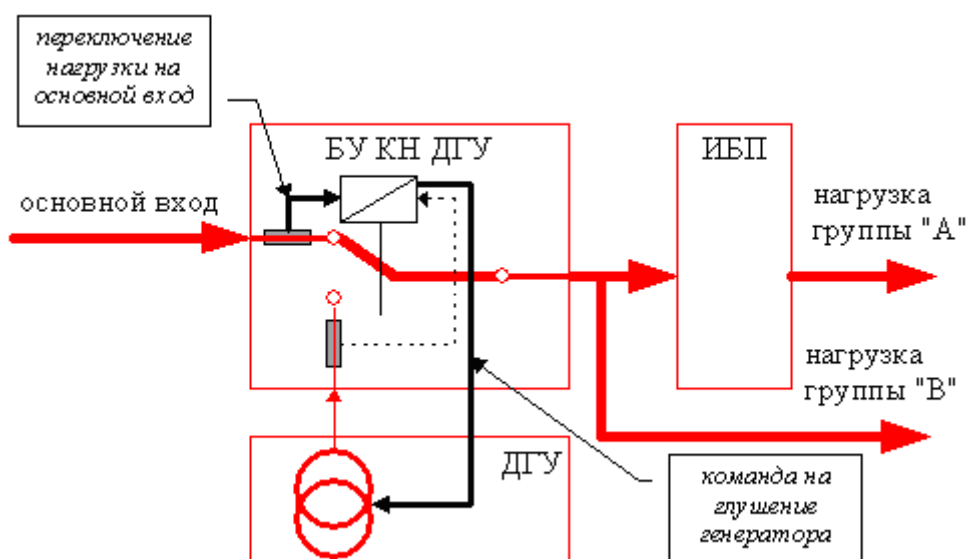 переключение
нагрузки на
основной вход
БУ КН ДГУ
ИБП
основной вход
нагрузка
группы "А"
нагрузка
группы "В"
ДГУ
команда на
глушение
генератора